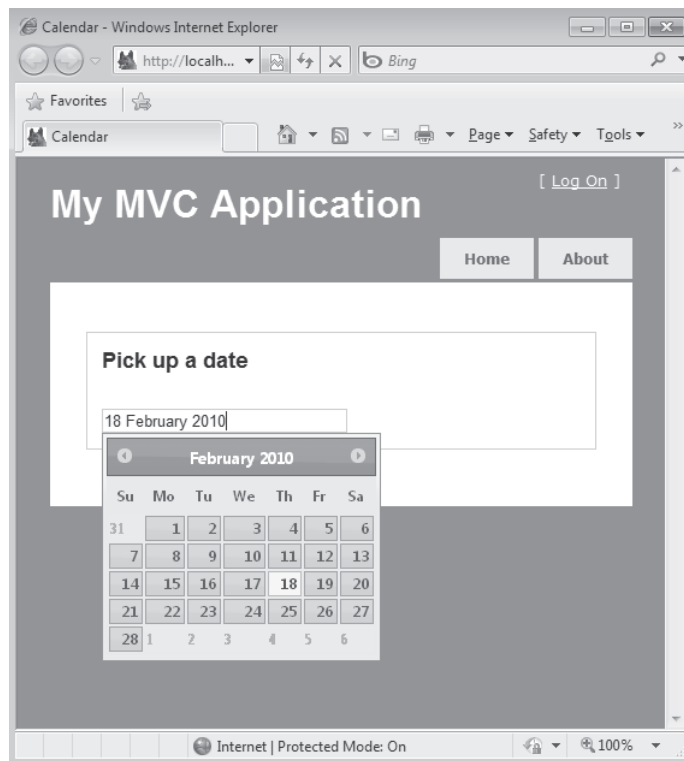 Calendar - Windows Internet Explorer
http://localh...
Bing
Favorites
Calendar
Page
Safety
Tools
»
[ Log On ]
My MVC Application
Home
About
Pick up a date
18 February 2010
February 2010
Su Mo Tu We Th Fr Sa
31 1 2 3 4 5 6
7 8 9 10 11 12 13
14 15 16 17 18 19 20
21 22 23 24 25 26 27
28 1 2 3 4 5 6
Internet | Protected Mode: On
100%